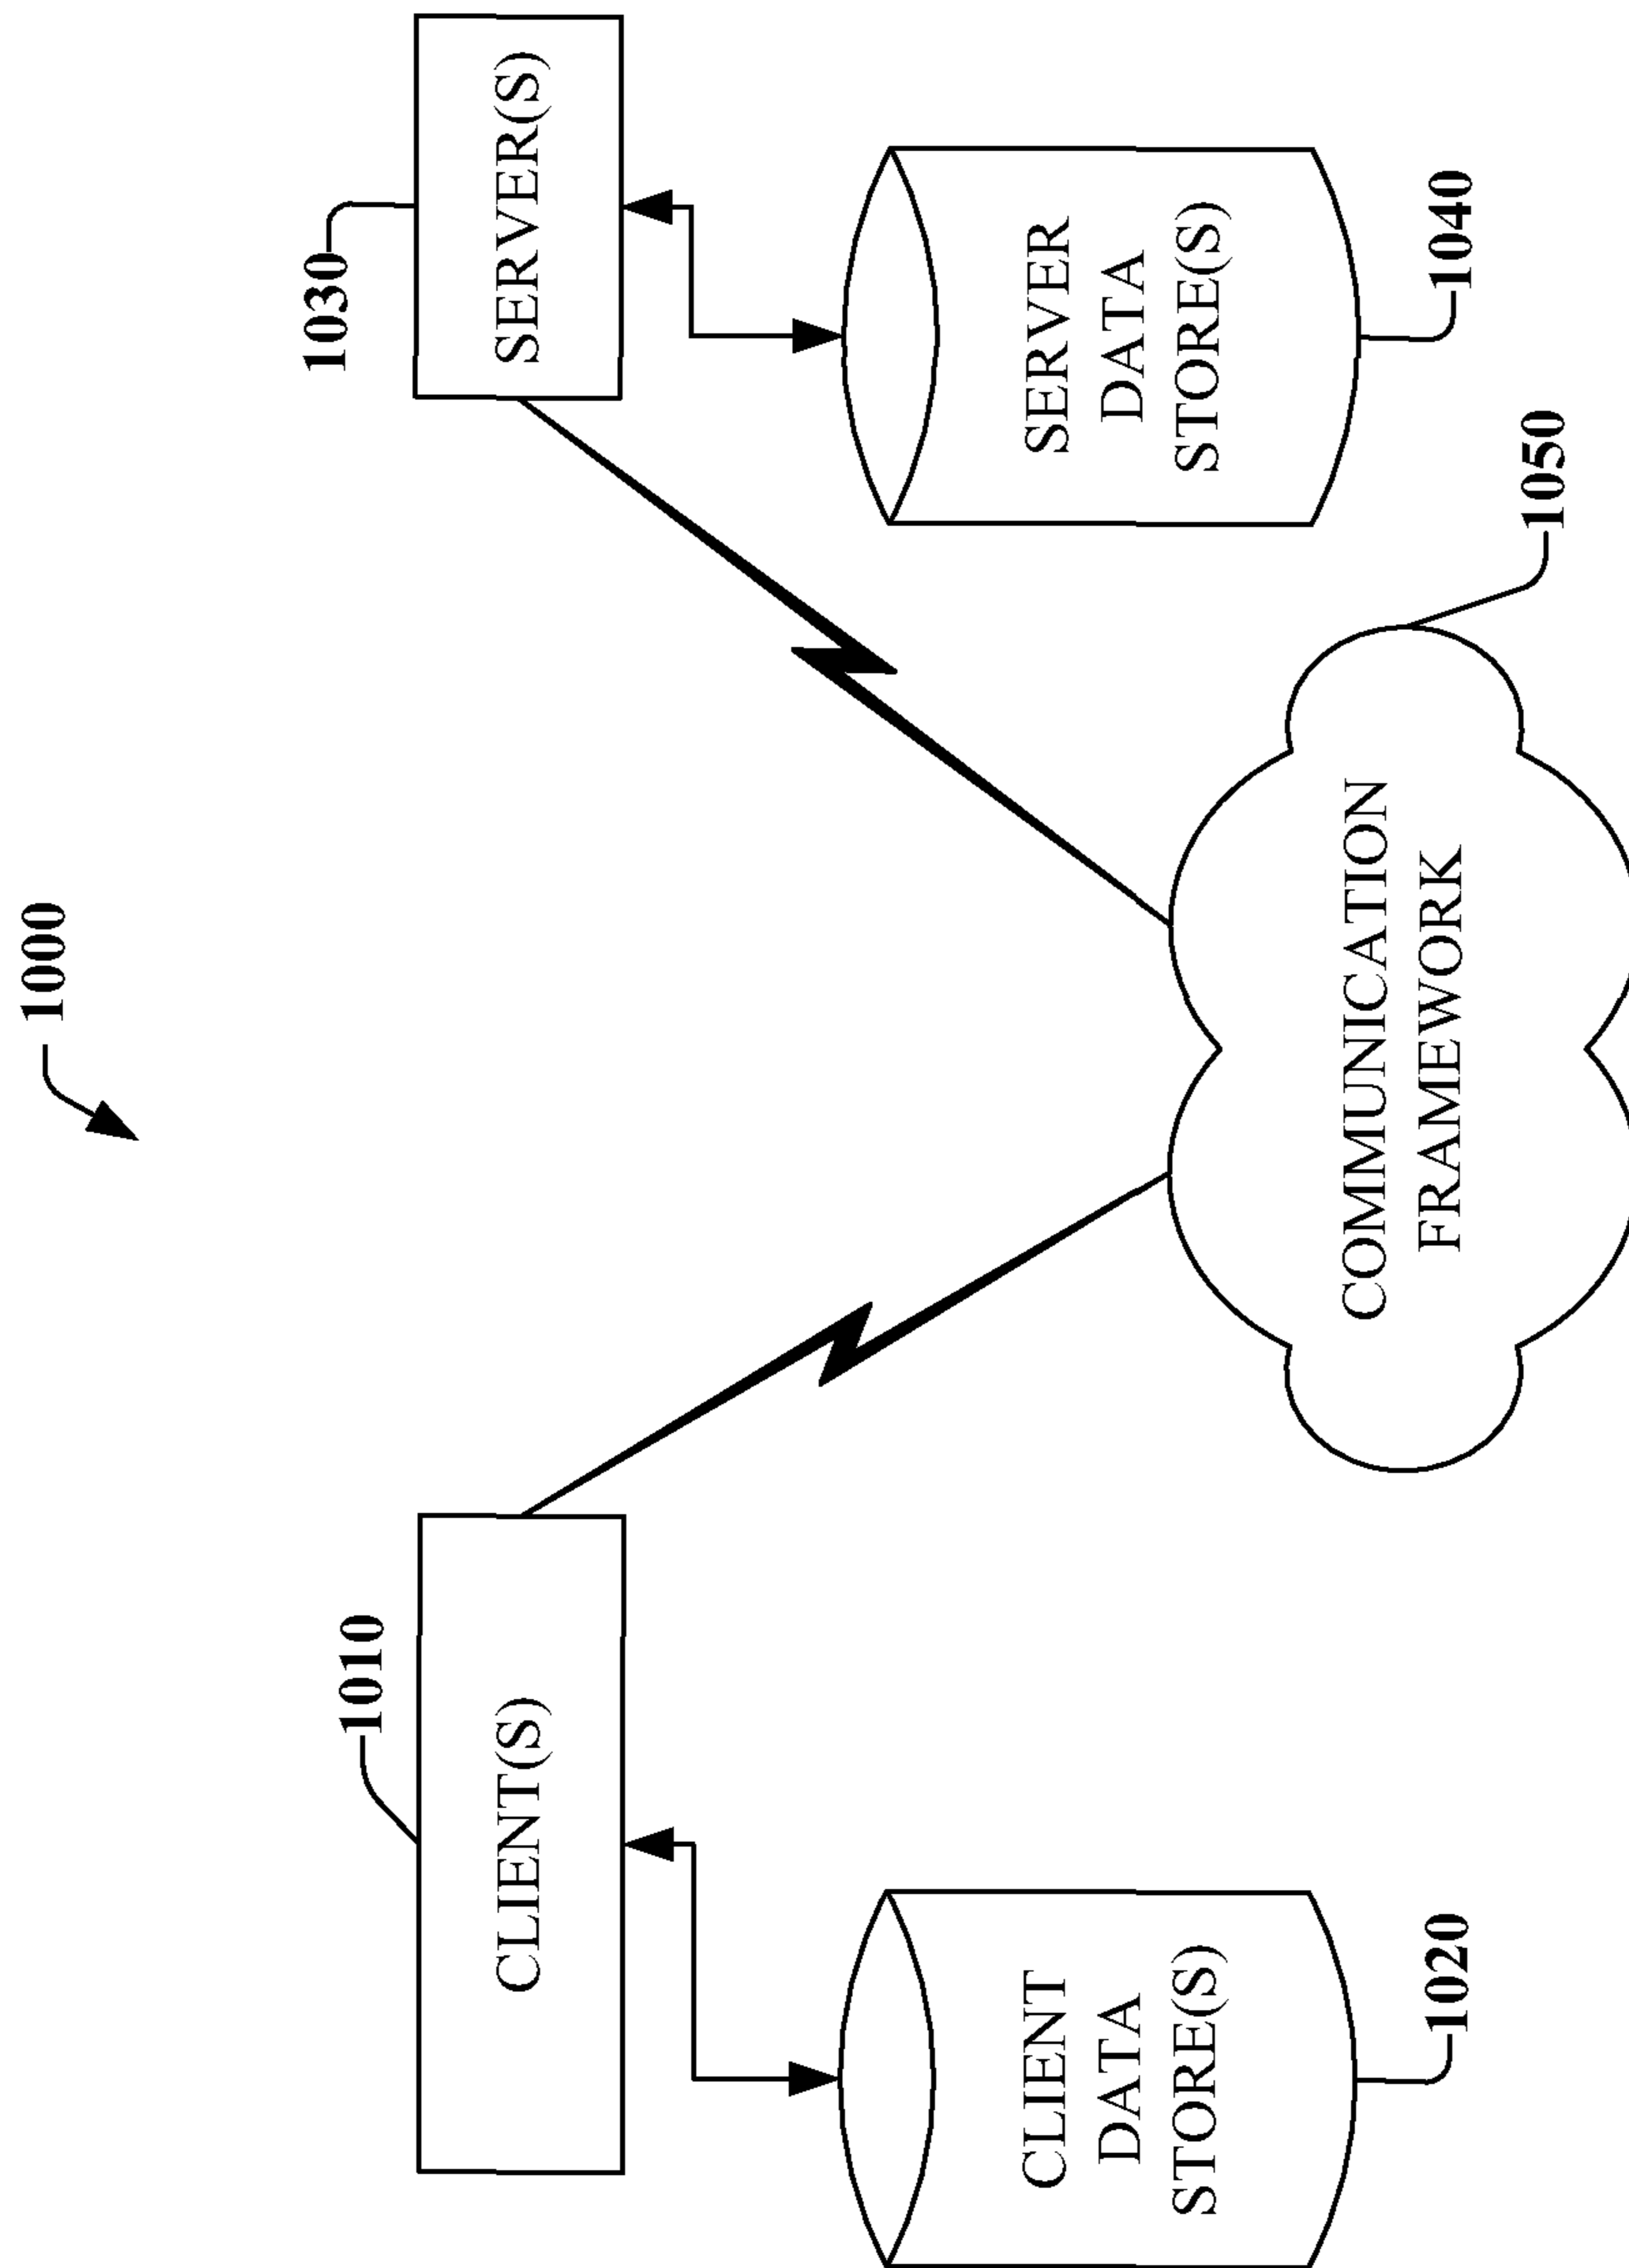 1000
1010
CLIENT(S)
1030
SERVER(S)
CLIENT
DATA
STORE(S)
1020
SERVER
DATA
STORE(S)
1040
COMMUNICATION
FRAMEWORK
1050